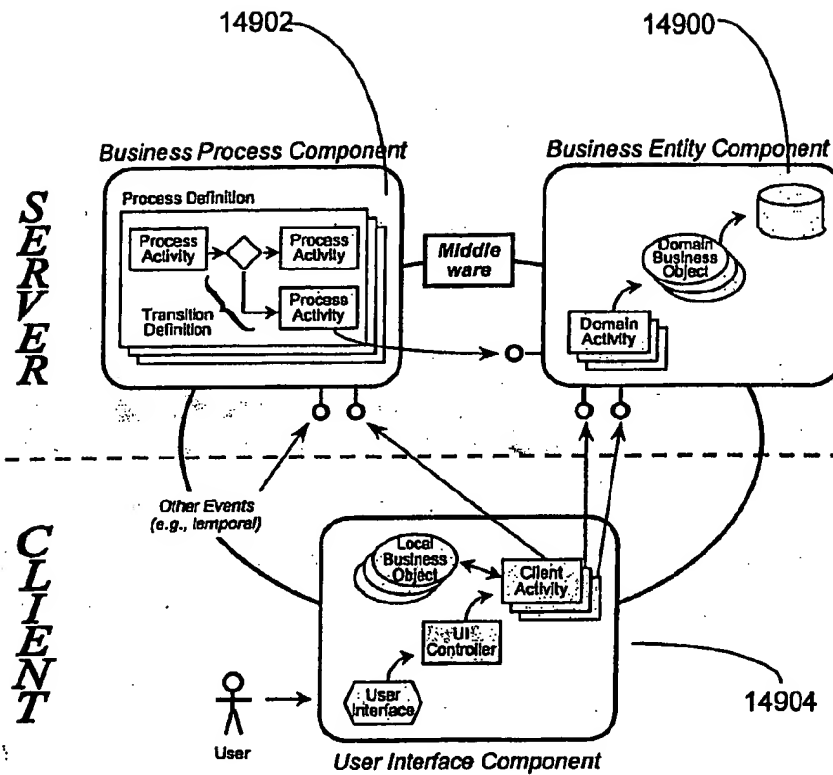 14902
14900
Business Process Component
Business Entity Component
SERVER
Process Definition
Process
Activity
Process
Activity
Process
Activity
Transition
Definition
Middle
ware
Domain
Business
Object
Domain
Activity
Other Events
(e.g., temporal)
CLIENT
Local
Business
Object
Client
Activity
UI
Controller
User
Interface
User
14904
User Interface Component